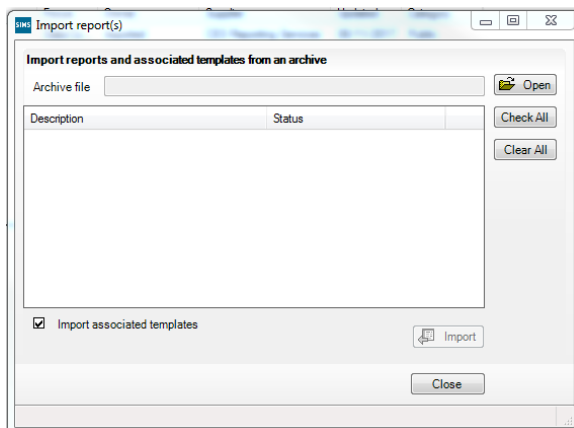 SIMS Import report(s)
Import reports and associated templates from an archive
Archive file
Open
Description Status
Check All
Clear All
Import associated templates
Import
Close